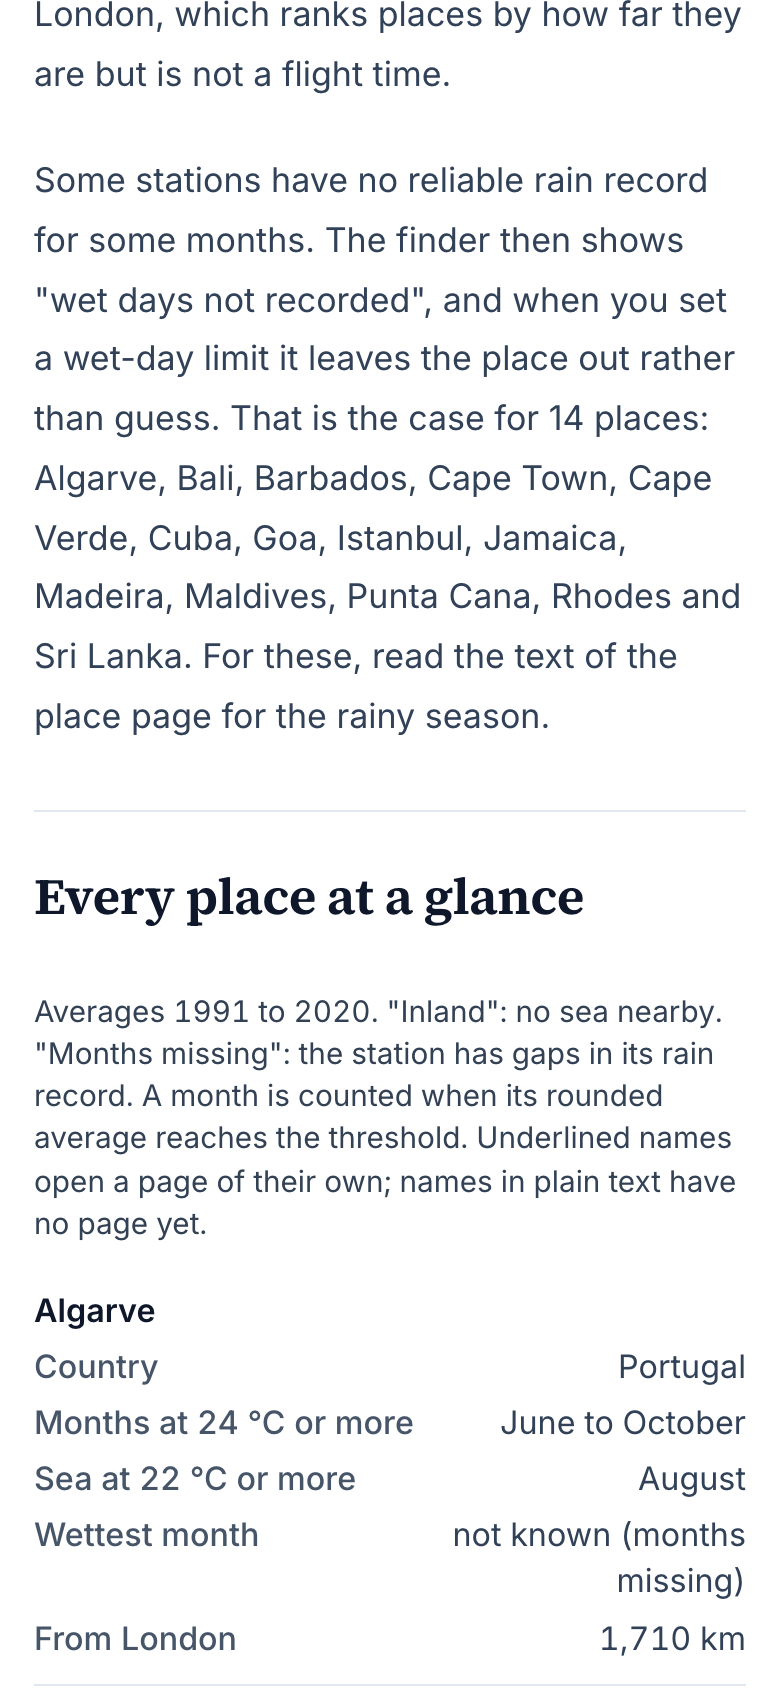 London, which ranks places by how far they
are but is not a flight time.
Some stations have no reliable rain record
for some months. The finder then shows
"wet days not recorded", and when you set
a wet-day limit it leaves the place out rather
than guess. That is the case for 14 places:
Algarve, Bali, Barbados, Cape Town, Cape
Verde, Cuba, Goa, Istanbul, Jamaica,
Madeira, Maldives, Punta Cana, Rhodes and
Sri Lanka. For these, read the text of the
place page for the rainy season.
Every place at a glance
Averages 1991 to 2020. "Inland": no sea nearby.
"Months missing": the station has gaps in its rain
record. A month is counted when its rounded
average reaches the threshold. Underlined names
open a page of their own; names in plain text have
no page yet.
Algarve
Country Portugal
Months at 24 °C or more June to October
Sea at 22 °C or more August
Wettest month not known (months
missing)
From London 1,710 km